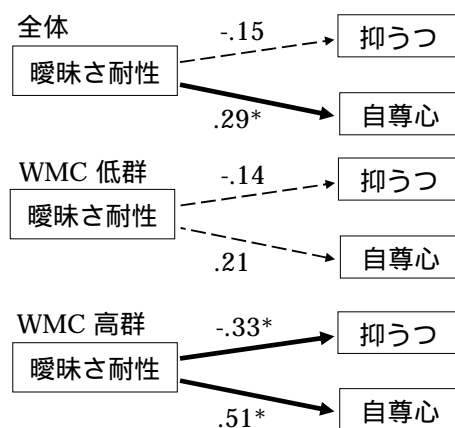 全体
-.15
抑うつ
曖昧さ耐性
.29*
自尊心
WMC 低群
-.14
抑うつ
曖昧さ耐性
.21
自尊心
WMC 高群
-.33*
抑うつ
曖昧さ耐性
.51*
自尊心